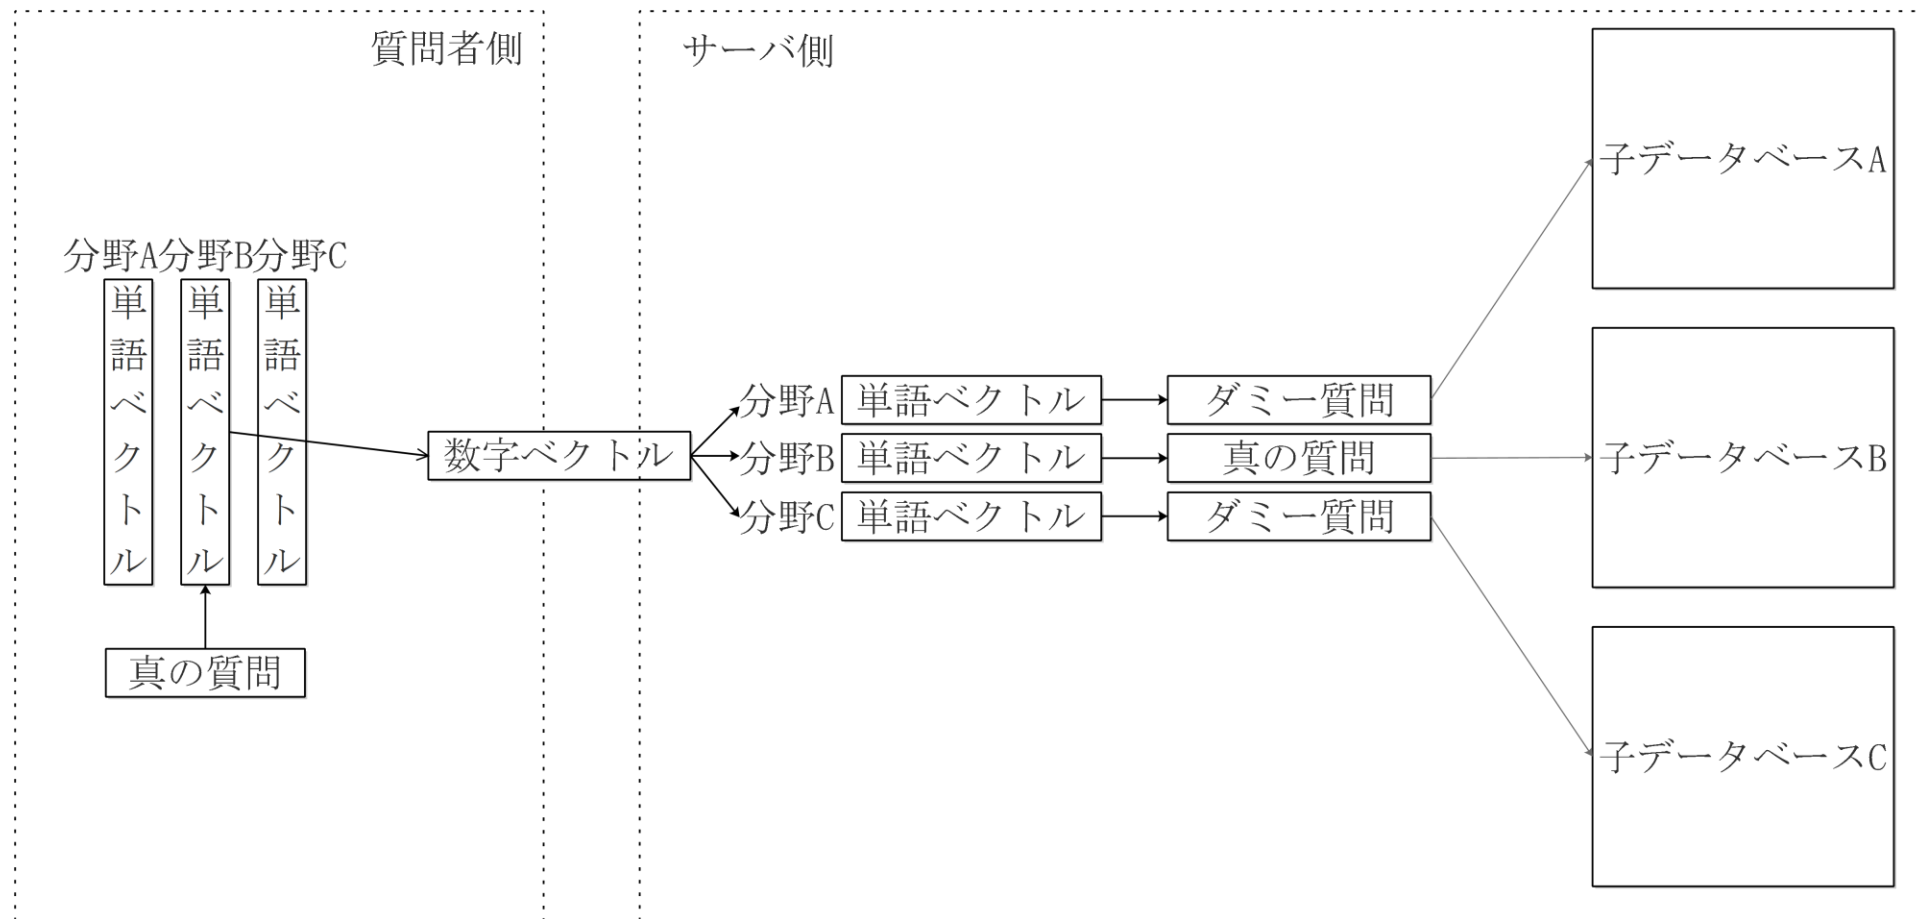 質問者側
サーバ側
分野A分野B分野C
単語ベクトル
単語ベクトル
単語ベクトル
真の質問
数字ベクトル
分野A 単語ベクトル ダミー質問
分野B 単語ベクトル 真の質問
分野C 単語ベクトル ダミー質問
子データベースA
子データベースB
子データベースC